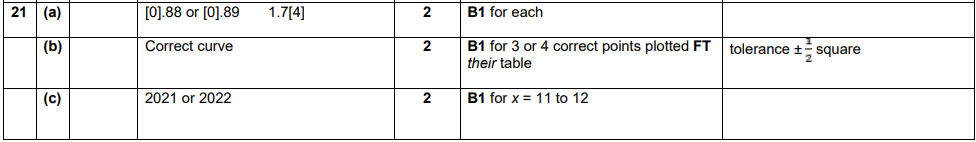 21 (a) [0].88 or [0].89 1.7[4] 2 B1 for each
(b) Correct curve 2 B1 for 3 or 4 correct points plotted FT tolerance ±1/2 square
their table
(c) 2021 or 2022 2 B1 for x = 11 to 12